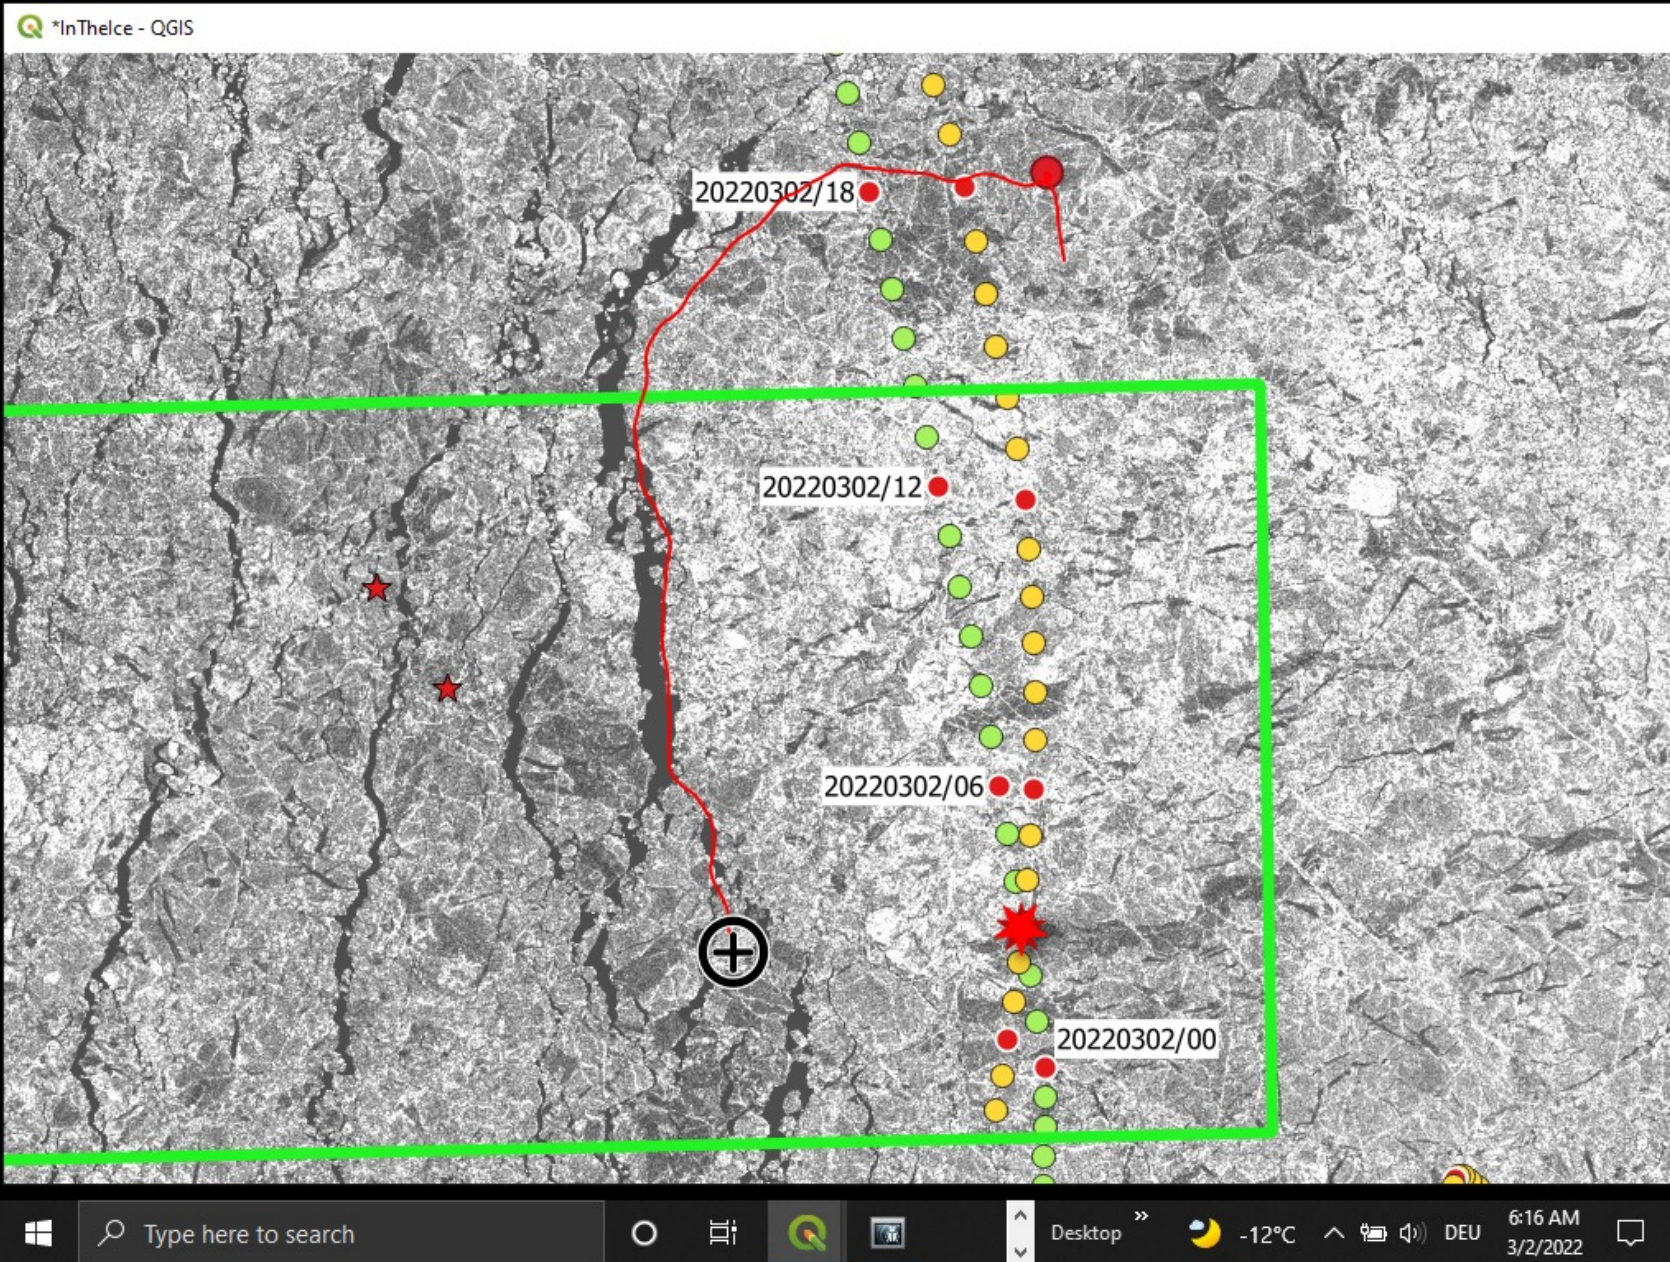 *InTheIce - QGIS
20220302/18
20220302/12
20220302/06
20220302/00
Type here to search
Desktop
»
-12°C
DEU
6:16 AM
3/2/2022